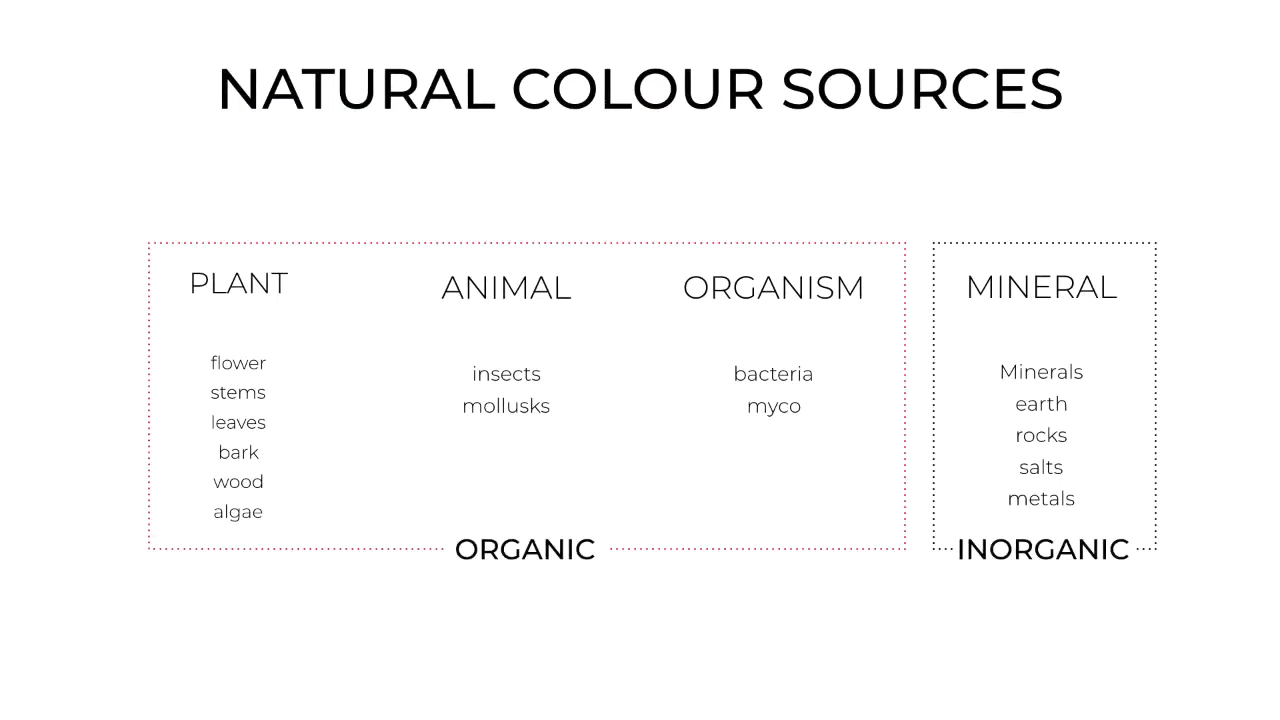 NATURAL COLOUR SOURCES
PLANT
flower
stems
leaves
bark
wood
algae
ANIMAL
insects
mollusks
ORGANISM
bacteria
myco
ORGANIC
MINERAL
Minerals
earth
rocks
salts
metals
INORGANIC